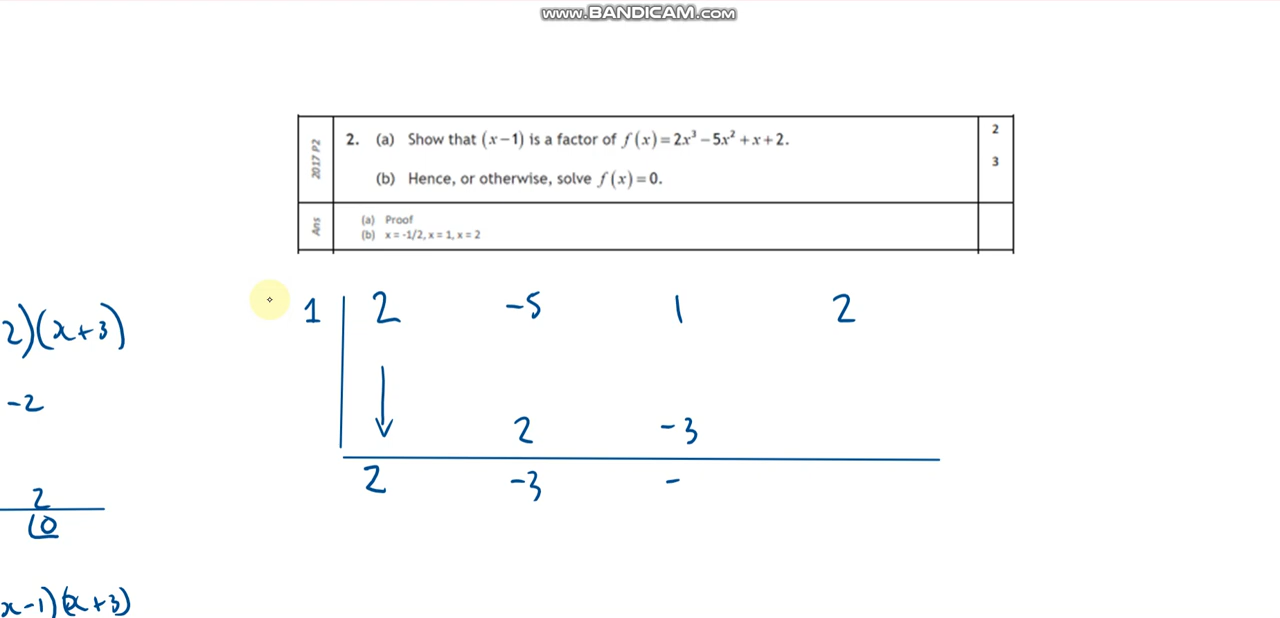 www.BANDICAM.com
2017 P2
2. (a) Show that (x−1) is a factor of f(x)=2x³−5x²+x+2.
2
(b) Hence, or otherwise, solve f(x)=0.
3
Ans
(a) Proof
(b) x = -1/2, x = 1, x = 2
1 2 -5 1 2
2)(x+3)
-2
2 -3
2 -3 -
2
10
x-1)(x+3)